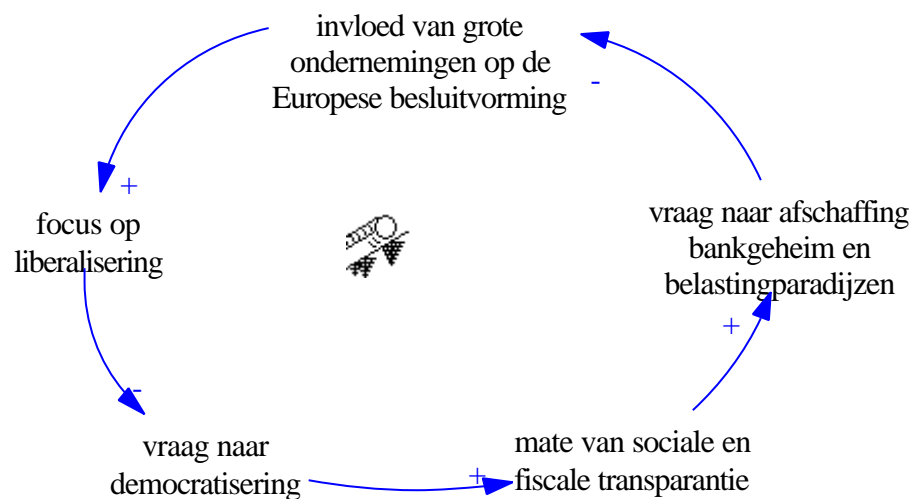 invloed van grote
ondernemingen op de
Europese besluitvorming
-
+
focus op
liberalisering
vraag naar afschaffing
bankgeheim en
belastingparadijzen
+
-
vraag naar
democratisering
+
mate van sociale en
fiscale transparantie